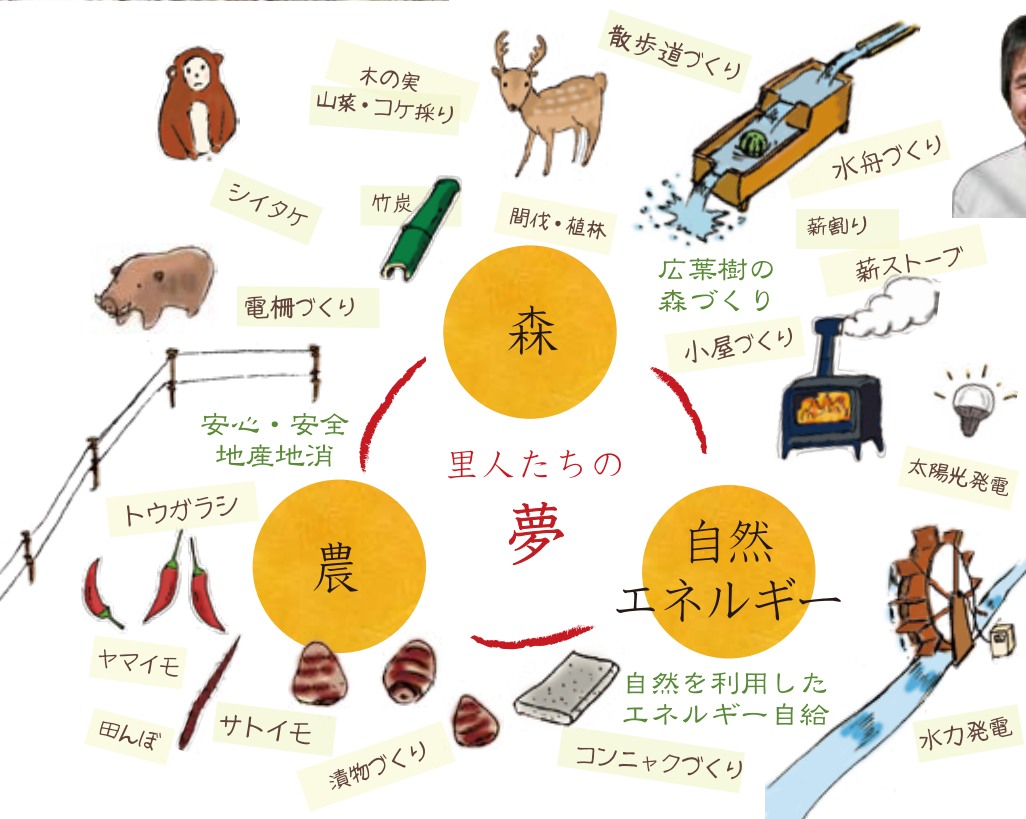 散歩道づくり
木の実
山菜・コケ採り
水舟づくり
シイタケ
竹炭
間伐・植林
薪割り
薪ストーブ
広葉樹の
森づくり
電柵づくり
森
小屋づくり
安心・安全
地産地消
里人たちの
夢
太陽光発電
トウガラシ
農
自然
エネルギー
ヤマイモ
田んぼ
サトイモ
漬物づくり
自然を利用した
エネルギー自給
コンニャクづくり
水力発電